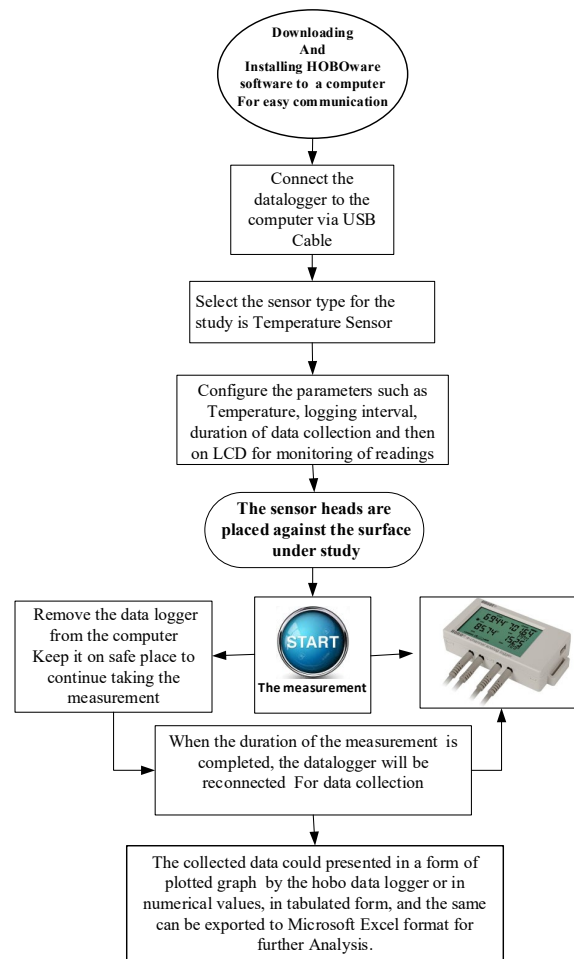 Downloading
And
Installing HOBOware
software to a computer
For easy communication
Connect the
datalogger to the
computer via USB
Cable
Select the sensor type for the
study is Temperature Sensor
Configure the parameters such as
Temperature, logging interval,
duration of data collection and then
on LCD for monitoring of readings
The sensor heads are
placed against the surface
under study
Remove the data logger
from the computer
Keep it on safe place to
continue taking the
measurement
START
The measurement
When the duration of the measurement is
completed, the datalogger will be
reconnected For data collection
The collected data could presented in a form of
plotted graph by the hobo data logger or in
numerical values, in tabulated form, and the same
can be exported to Microsoft Excel format for
further Analysis.